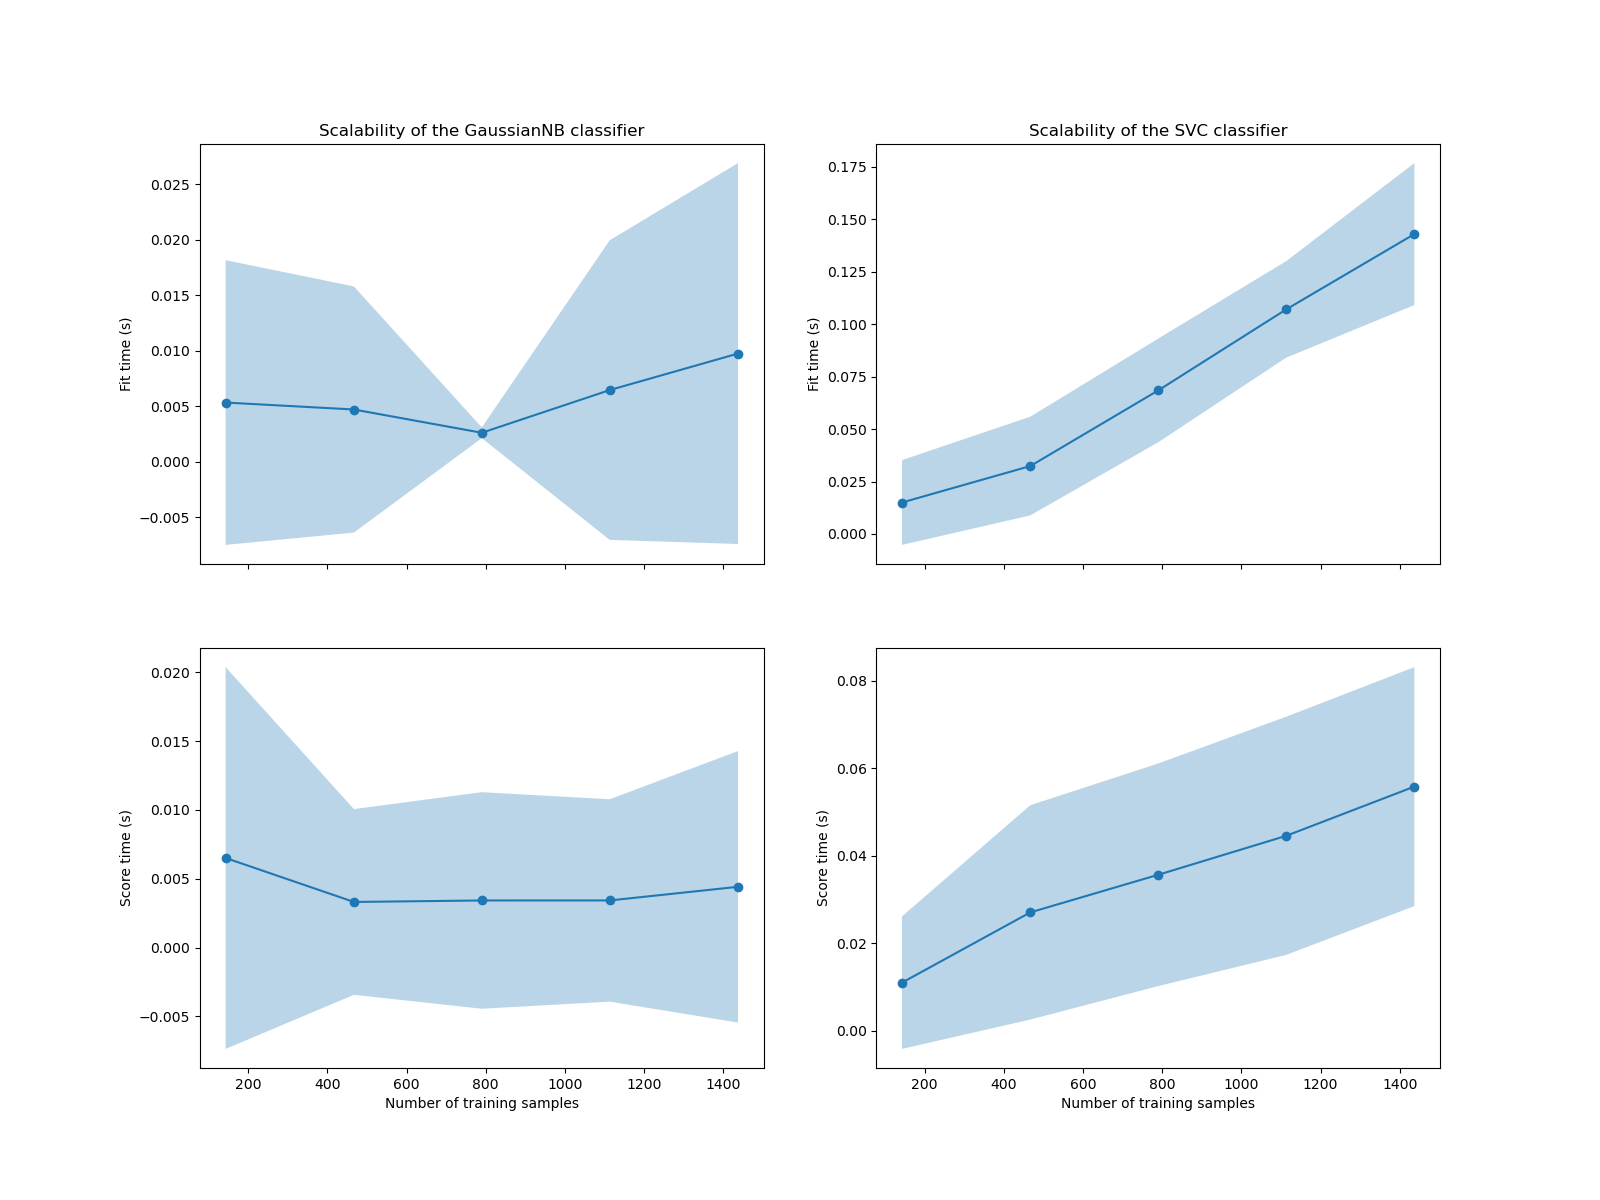 Scalability of the GaussianNB classifier
Fit time (s)
0.025
0.020
0.015
0.010
0.005
0.000
−0.005
Scalability of the SVC classifier
Fit time (s)
0.175
0.150
0.125
0.100
0.075
0.050
0.025
0.000
Score time (s)
0.020
0.015
0.010
0.005
0.000
−0.005
200 400 600 800 1000 1200 1400
Number of training samples
Score time (s)
0.08
0.06
0.04
0.02
0.00
200 400 600 800 1000 1200 1400
Number of training samples